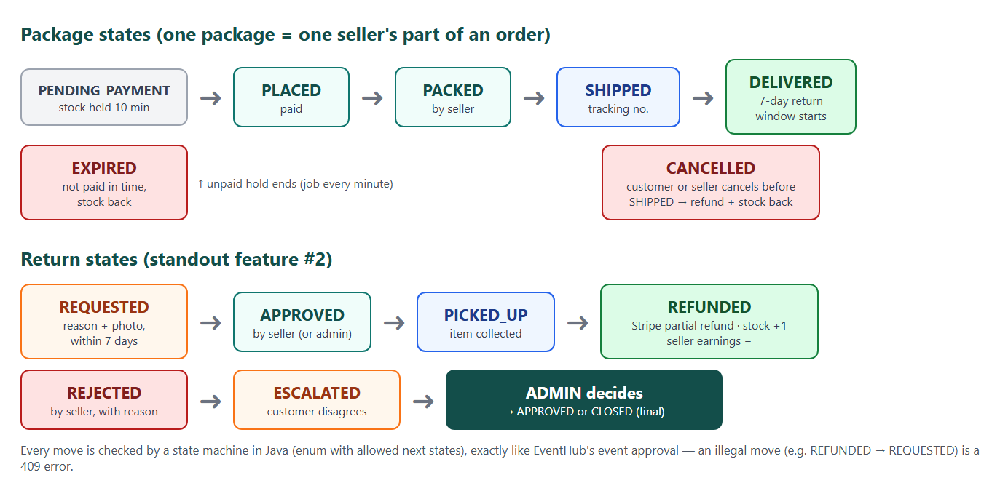 Package states (one package = one seller's part of an order)
PENDING_PAYMENT
stock held 10 min
→
PLACED
paid
→
PACKED
by seller
→
SHIPPED
tracking no.
→
DELIVERED
7-day return
window starts
EXPIRED
not paid in time,
stock back
↑ unpaid hold ends (job every minute)
CANCELLED
customer or seller cancels before
SHIPPED → refund + stock back
Return states (standout feature #2)
REQUESTED
reason + photo,
within 7 days
→
APPROVED
by seller (or admin)
→
PICKED_UP
item collected
→
REFUNDED
Stripe partial refund · stock +1
seller earnings −
REJECTED
by seller, with reason
→
ESCALATED
customer disagrees
→
ADMIN decides
→ APPROVED or CLOSED (final)
Every move is checked by a state machine in Java (enum with allowed next states), exactly like EventHub's event approval — an illegal move (e.g. REFUNDED → REQUESTED) is a
409 error.